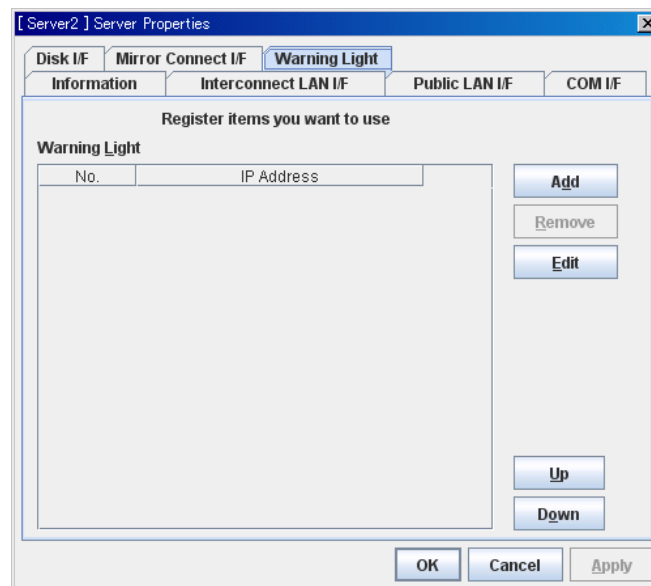 [ Server2 ] Server Properties
Disk I/F Mirror Connect I/F Warning Light
Information Interconnect LAN I/F Public LAN I/F COM I/F
Register items you want to use
Warning Light
No. IP Address
Add
Remove
Edit
Up
Down
OK Cancel Apply